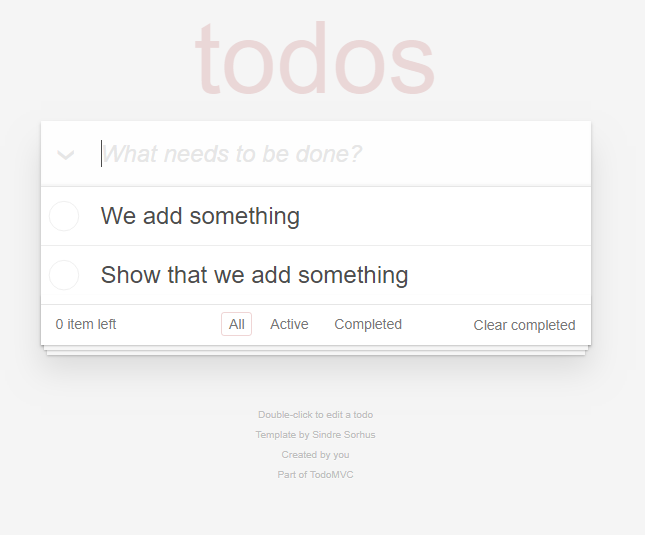 todos
What needs to be done?
We add something
Show that we add something
0 item left All Active Completed Clear completed
Double-click to edit a todo
Template by Sindre Sorhus
Created by you
Part of TodoMVC